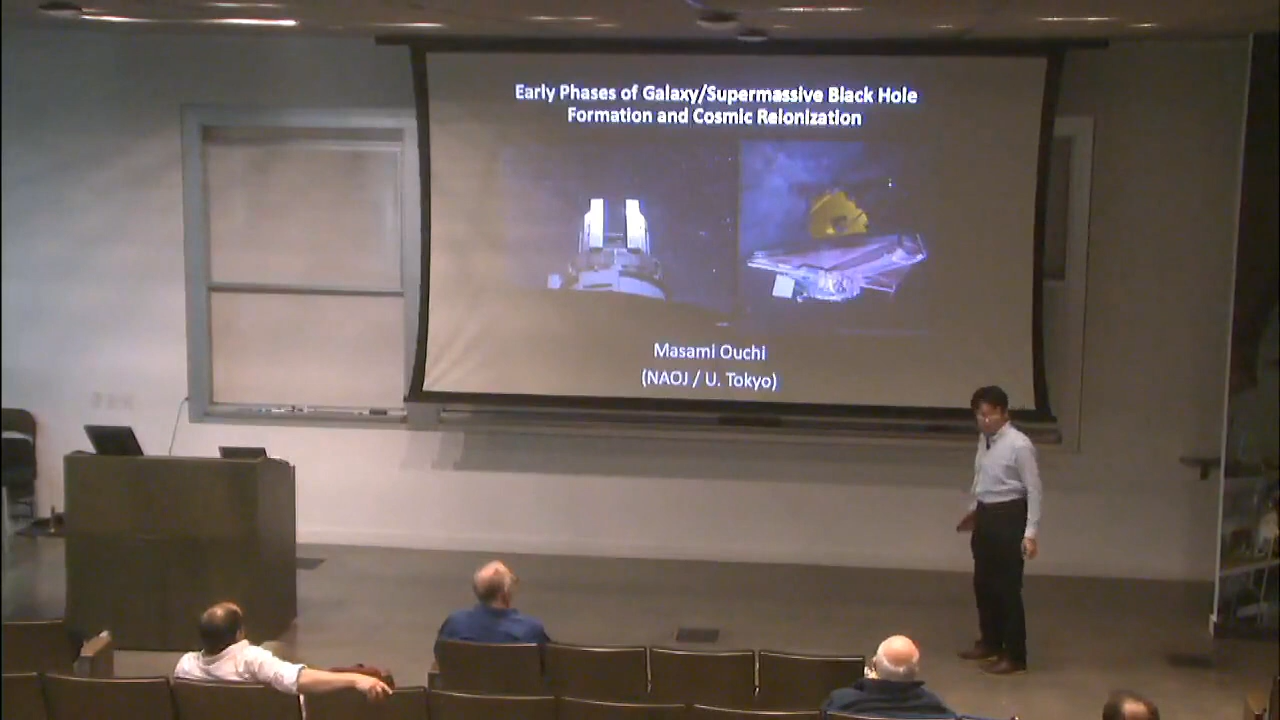 Early Phases of Galaxy/Supermassive Black Hole
Formation and Cosmic Reionization
Masami Ouchi
(NAOJ / U. Tokyo)